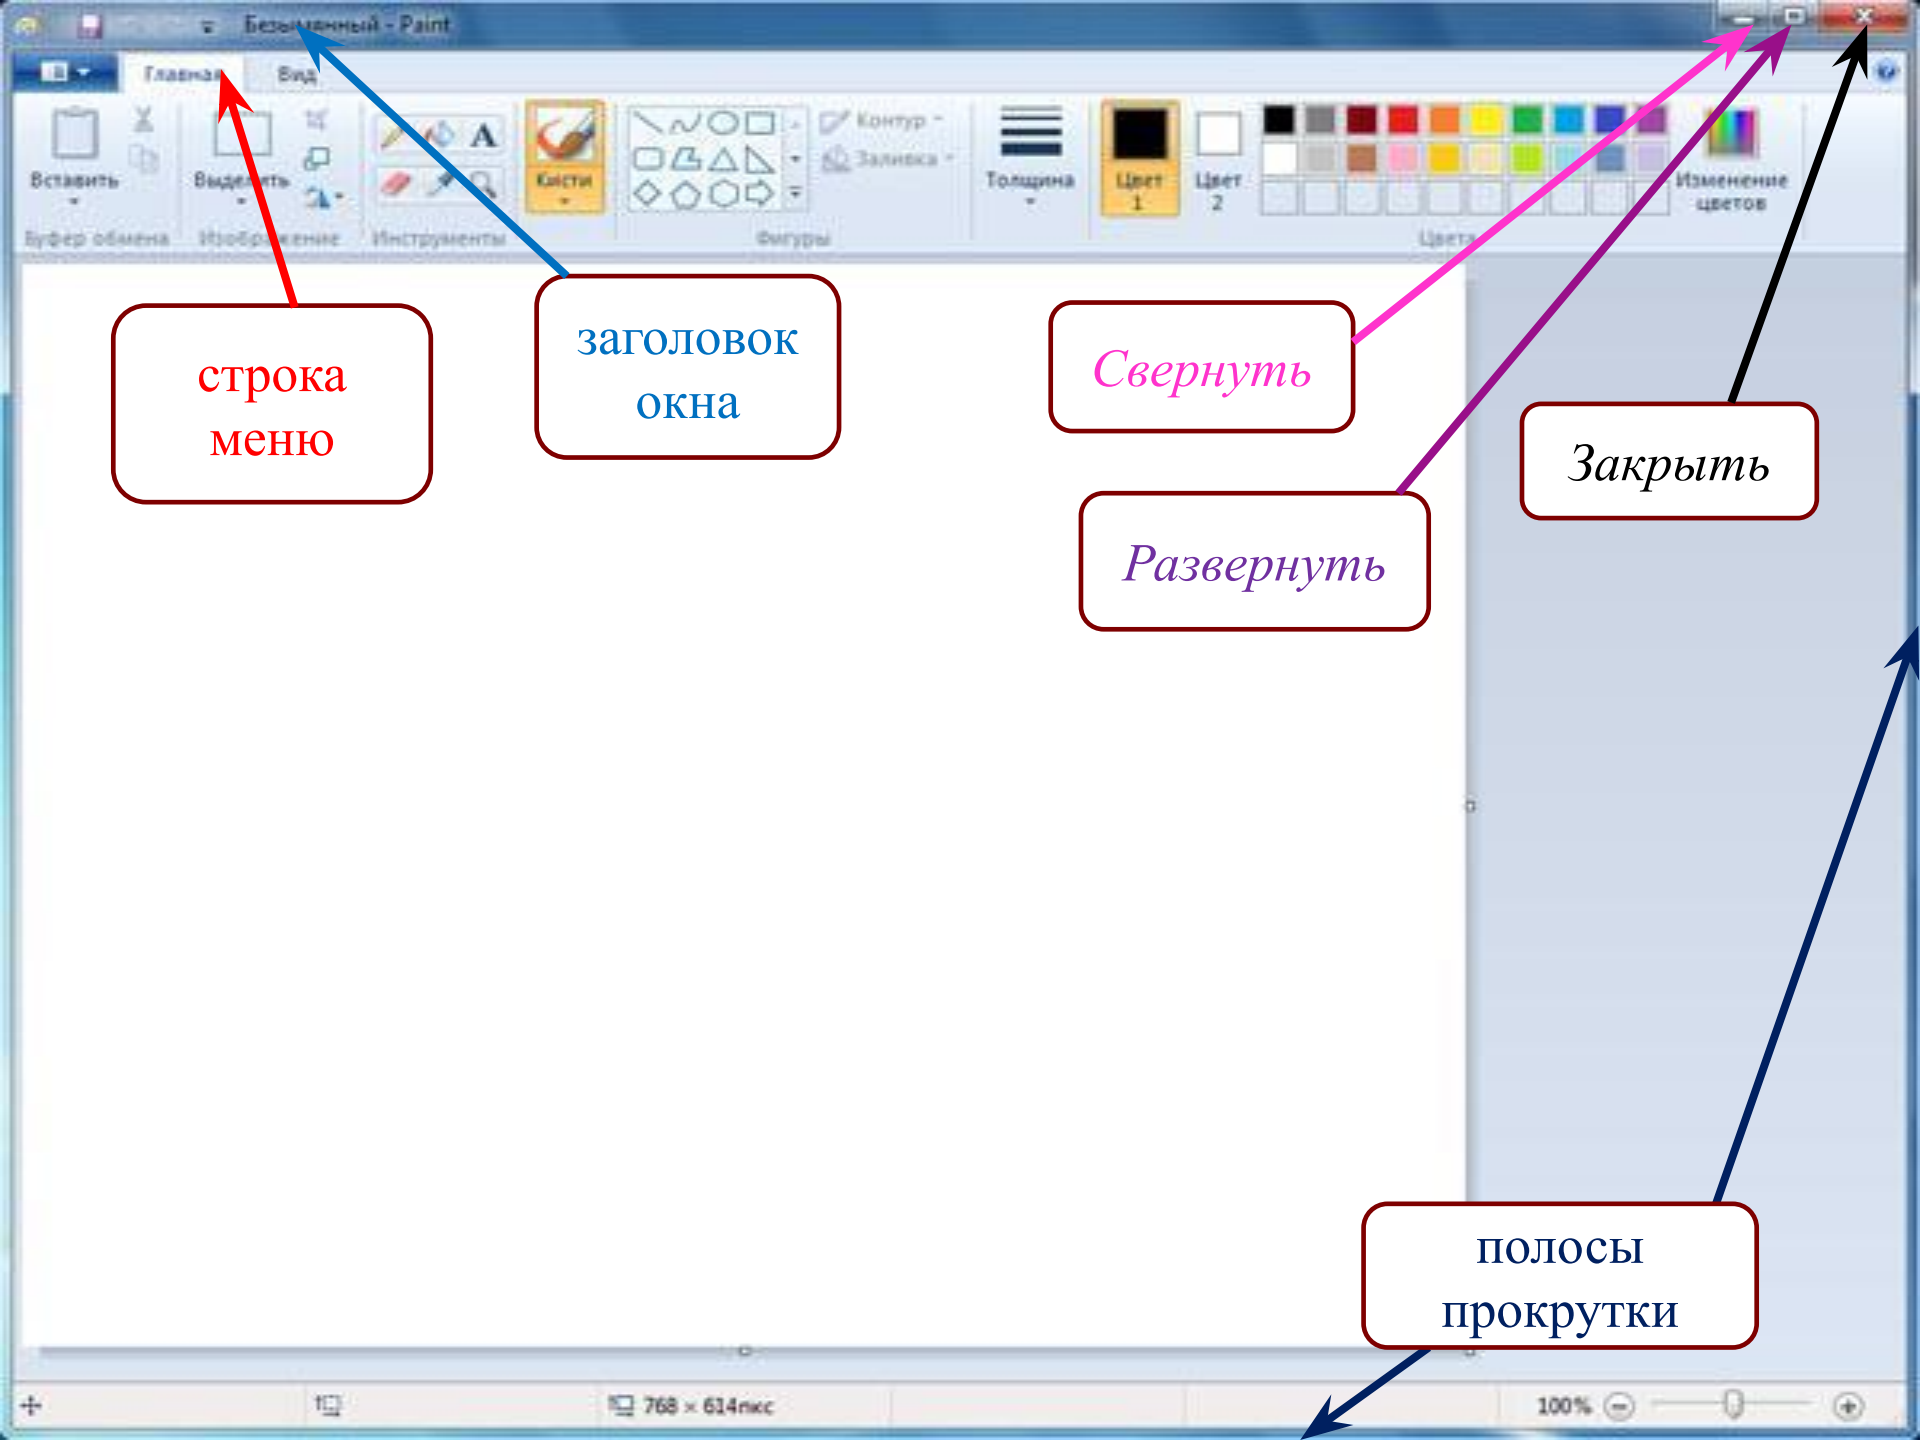 Безымянный - Paint
Главная Вид
Вставить
Выделить
A
Кисти
Контур
Заливка
Толщина
Цвет 1
Цвет 2
Изменение цветов
Буфер обмена Изображение Инструменты Фигуры Цвета
строка
меню
заголовок
окна
Свернуть
Развернуть
Закрыть
полосы
прокрутки
768 × 614пкс
100%